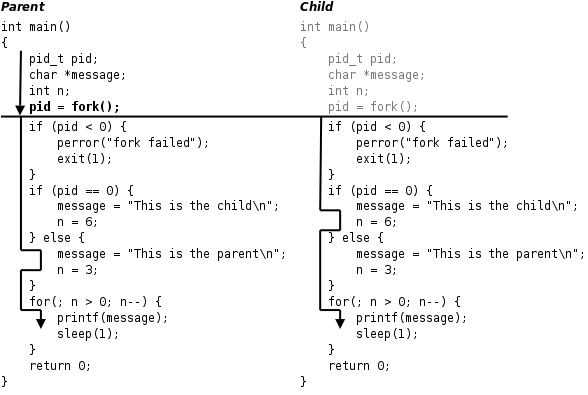 Parent
int main()
{
pid_t pid;
char *message;
int n;
pid = fork();
if (pid < 0) {
perror("fork failed");
exit(1);
}
if (pid == 0) {
message = "This is the child\n";
n = 6;
} else {
message = "This is the parent\n";
n = 3;
}
for(; n > 0; n--) {
printf(message);
sleep(1);
}
return 0;
}
Child
int main()
{
pid_t pid;
char *message;
int n;
pid = fork();
if (pid < 0) {
perror("fork failed");
exit(1);
}
if (pid == 0) {
message = "This is the child\n";
n = 6;
} else {
message = "This is the parent\n";
n = 3;
}
for(; n > 0; n--) {
printf(message);
sleep(1);
}
return 0;
}